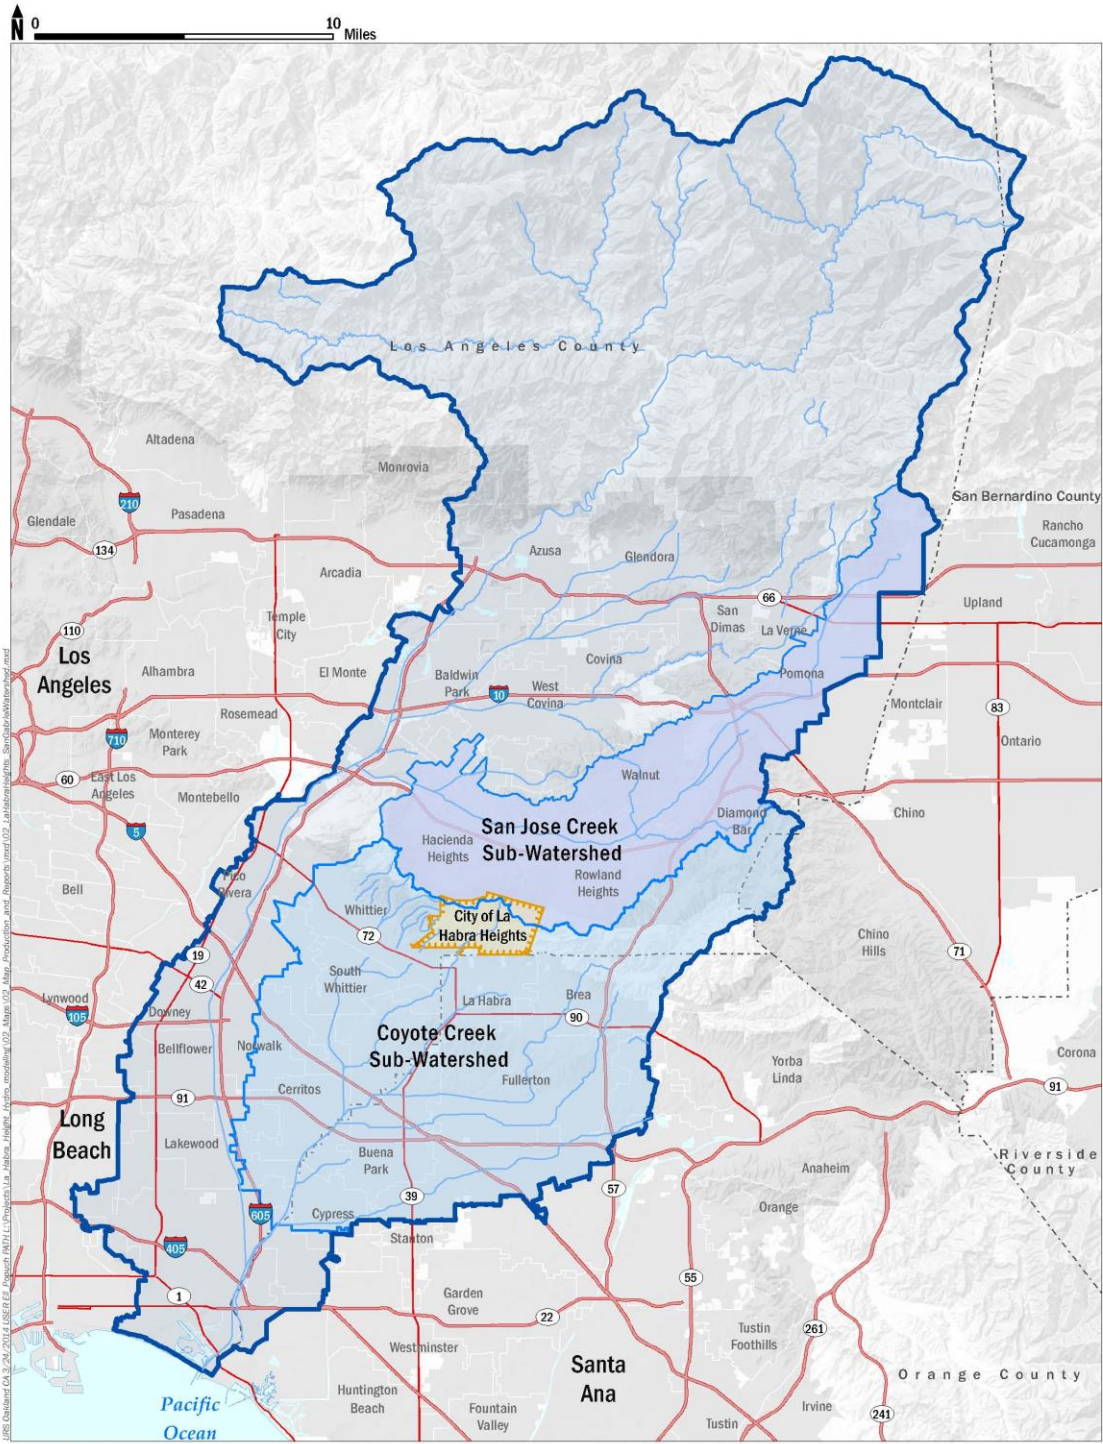 N 0 10 Miles
Los Angeles County
Altadena
Monrovia
210
San Bernardino County
Pasadena
Glendale
Rancho
Cucamonga
134
Azusa
Glendora
Arcadia
66
Upland
Temple
City
San
Dimas
La Verne
110
Los
Angeles
Alhambra
El Monte
Baldwin
Park
Covina
Pomona
10
West
Covina
Montclair
83
Rosemead
710
Monterey
Park
Ontario
60
East Los
Angeles
Walnut
Montebello
5
San Jose Creek
Sub-Watershed
Diamond
Bar
Chino
Hacienda
Heights
Rowland
Heights
Bell
Pico
Rivera
Whittier
City of La
Habra Heights
72
Chino
Hills
71
19
42
South
Whittier
Lynwood
105
Downey
La Habra
Brea
90
Coyote Creek
Sub-Watershed
Bellflower
Norwalk
Corona
Yorba
Linda
Cerritos
Fullerton
91
91
Long
Beach
Lakewood
Buena
Park
Riverside
County
Anaheim
57
39
Orange
605
Cypress
Stanton
405
55
1
Garden
Grove
22
Tustin
Foothills
261
Westminster
Santa
Ana
Orange County
Pacific
Ocean
Huntington
Beach
Fountain
Valley
Irvine
Tustin
241